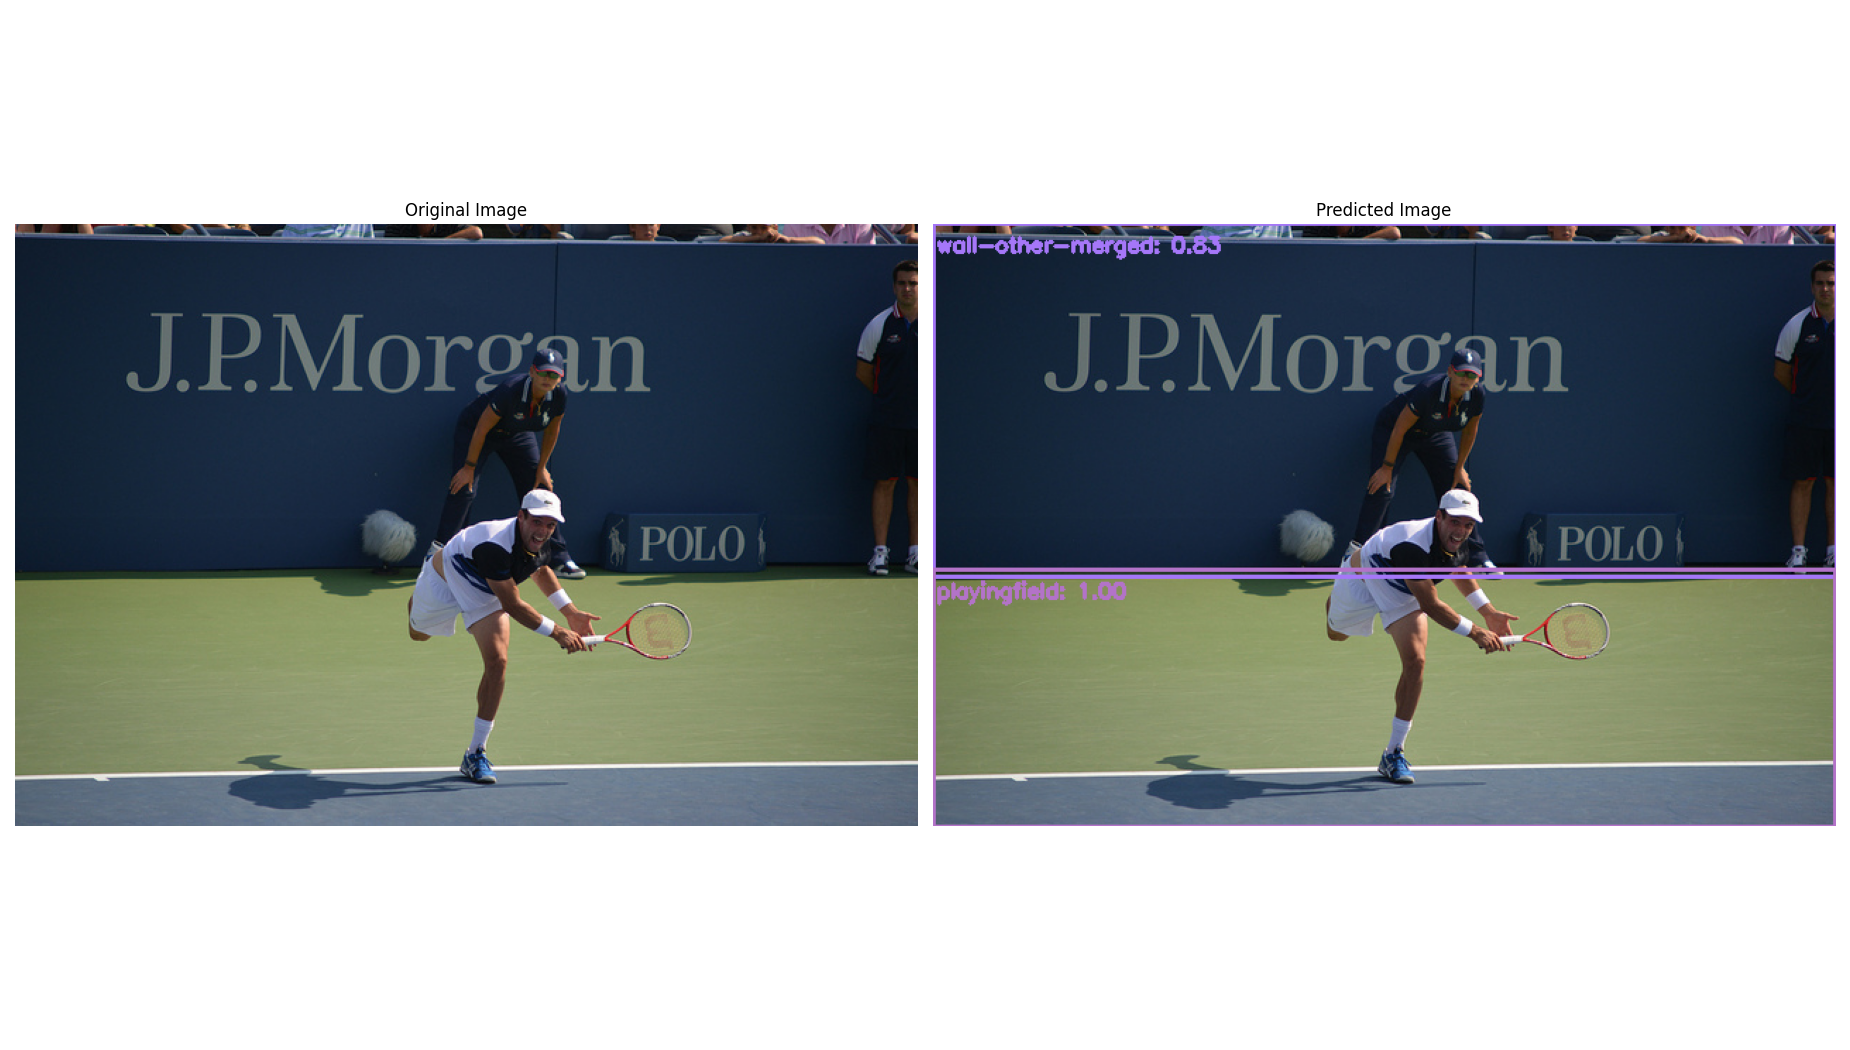 Original Image
Predicted Image
J.P.Morgan
POLO
wall-other-merged: 0.83
J.P.Morgan
POLO
playingfield: 1.00